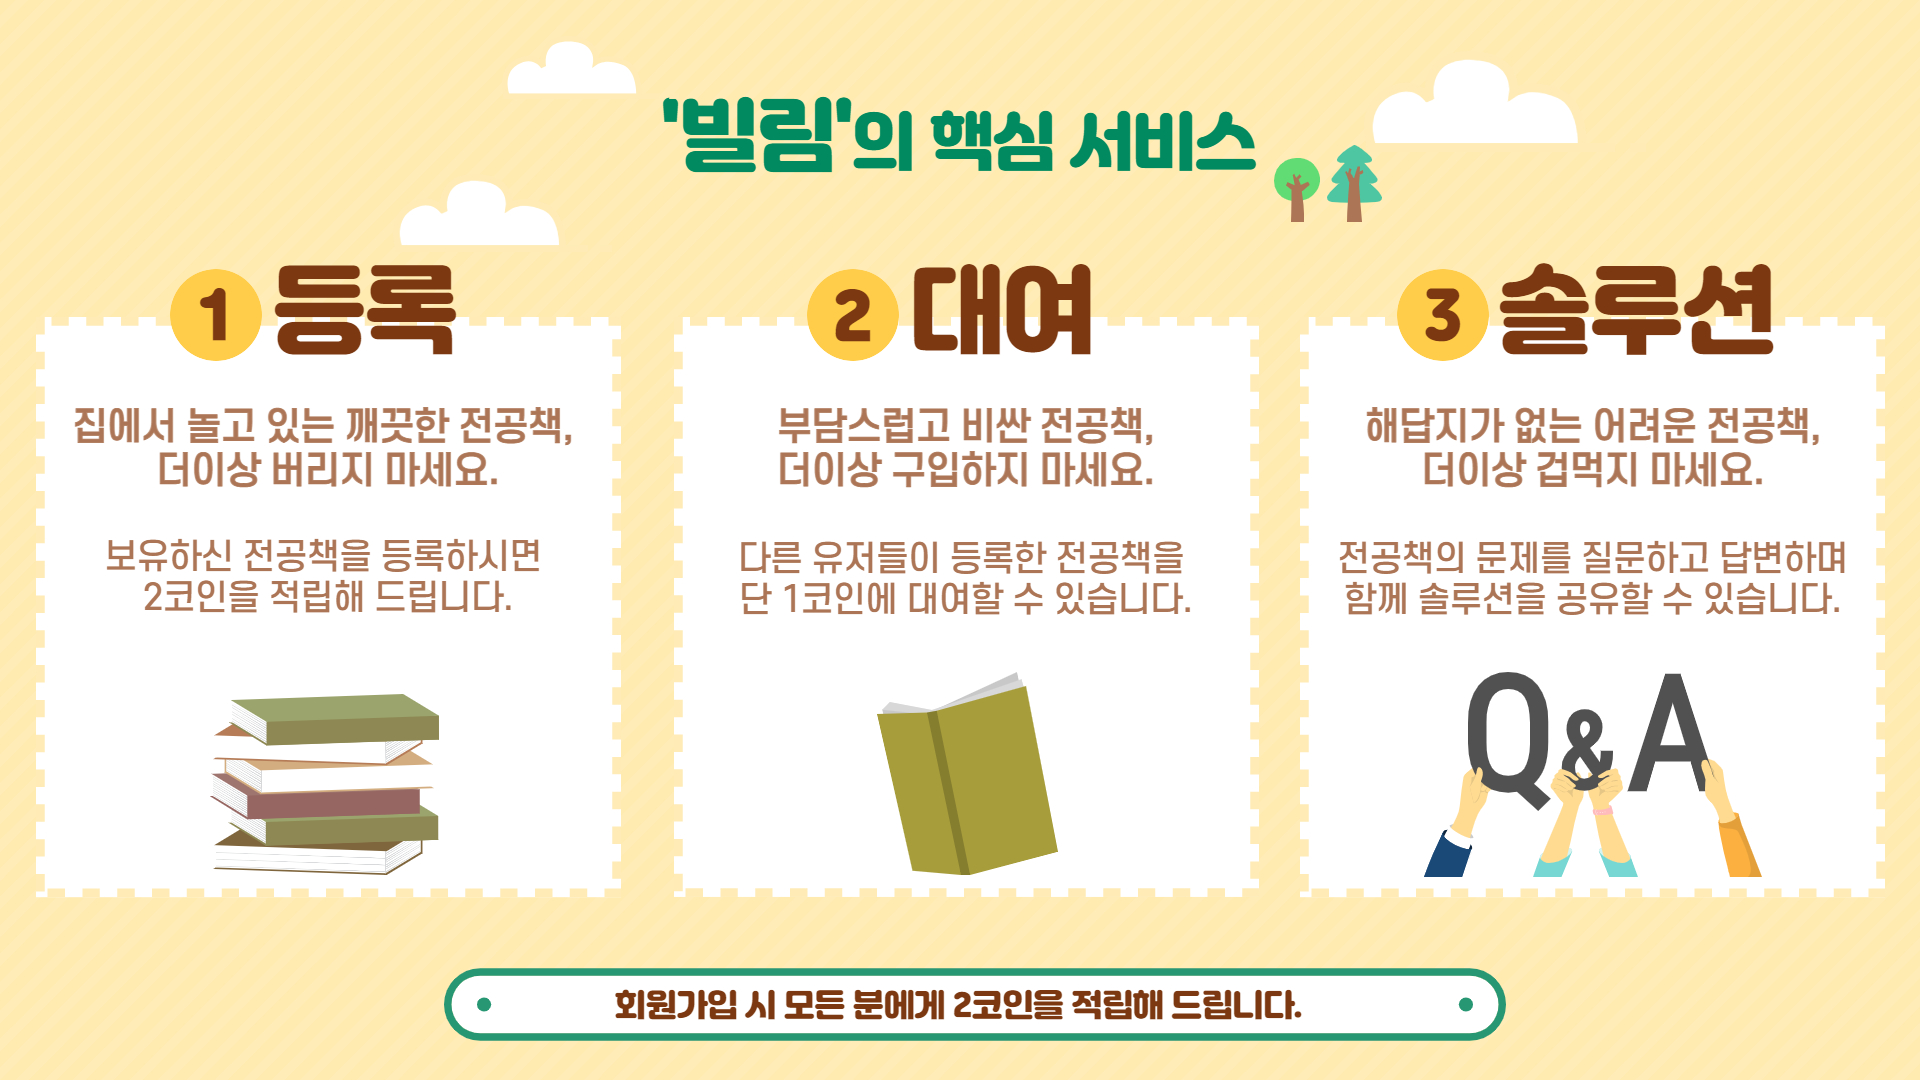 '빌림'의 핵심 서비스
1 등록
집에서 놀고 있는 깨끗한 전공책,
더이상 버리지 마세요.
보유하신 전공책을 등록하시면
2코인을 적립해 드립니다.
2 대여
부담스럽고 비싼 전공책,
더이상 구입하지 마세요.
다른 유저들이 등록한 전공책을
단 1코인에 대여할 수 있습니다.
3 솔루션
해답지가 없는 어려운 전공책,
더이상 겁먹지 마세요.
전공책의 문제를 질문하고 답변하며
함께 솔루션을 공유할 수 있습니다.
Q&A
회원가입 시 모든 분에게 2코인을 적립해 드립니다.